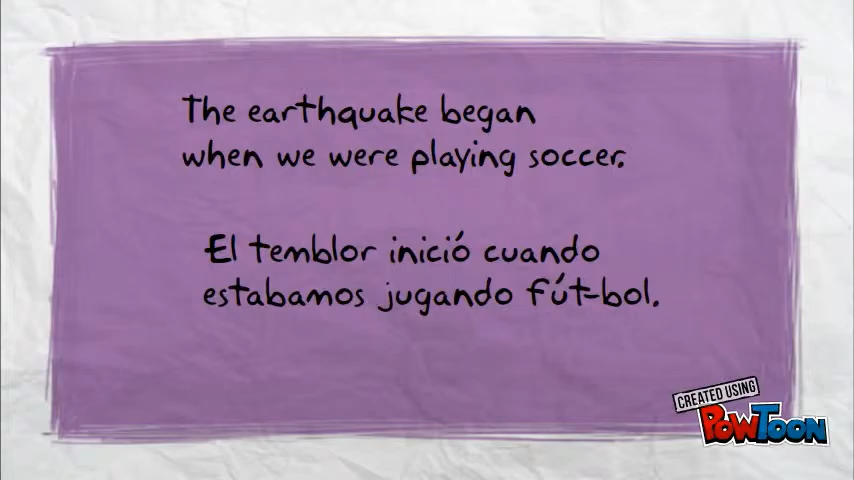 The earthquake began
when we were playing soccer.
El temblor inició cuando
estabamos jugando fút-bol.
CREATED USING
POWTOON